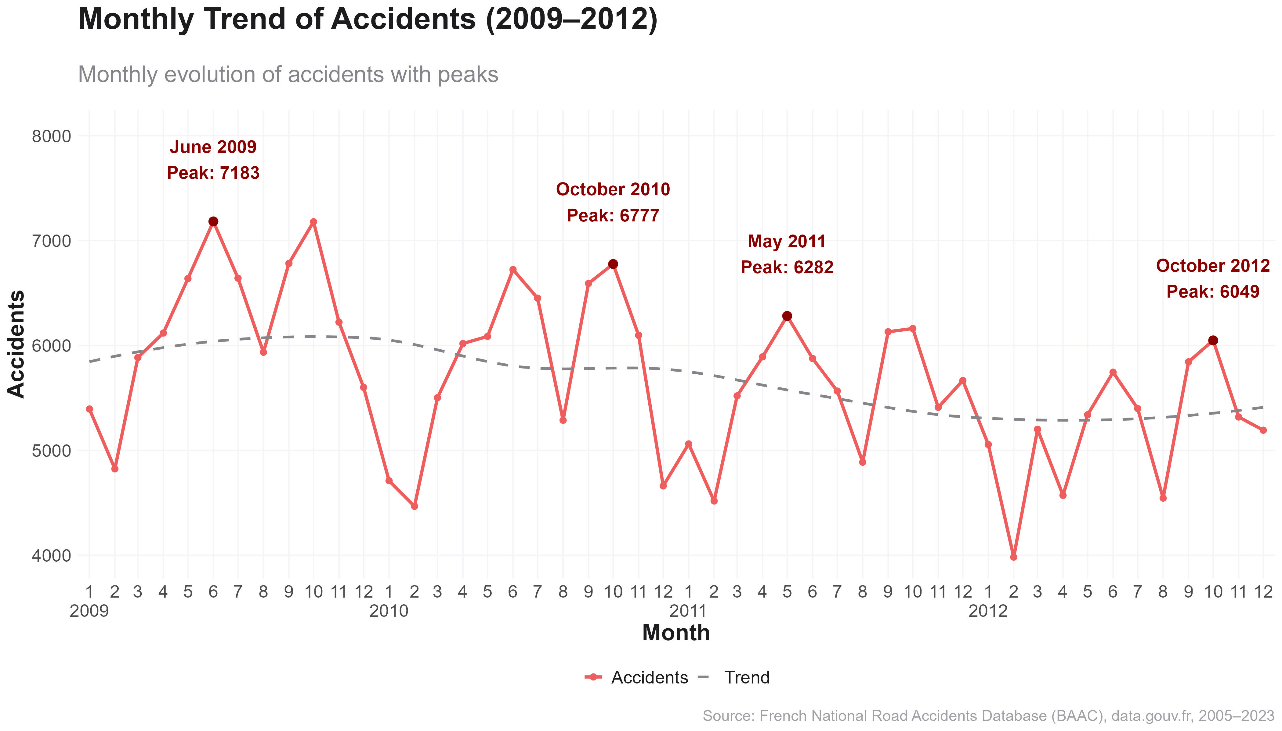 Monthly Trend of Accidents (2009–2012)
Monthly evolution of accidents with peaks
8000
7000
6000
5000
4000
Accidents
June 2009
Peak: 7183
October 2010
Peak: 6777
May 2011
Peak: 6282
October 2012
Peak: 6049
1 2 3 4 5 6 7 8 9 10 11 12 1 2 3 4 5 6 7 8 9 10 11 12 1 2 3 4 5 6 7 8 9 10 11 12 1 2 3 4 5 6 7 8 9 10 11 12
2009 2010 2011 2012
Month
Accidents Trend
Source: French National Road Accidents Database (BAAC), data.gouv.fr, 2005–2023